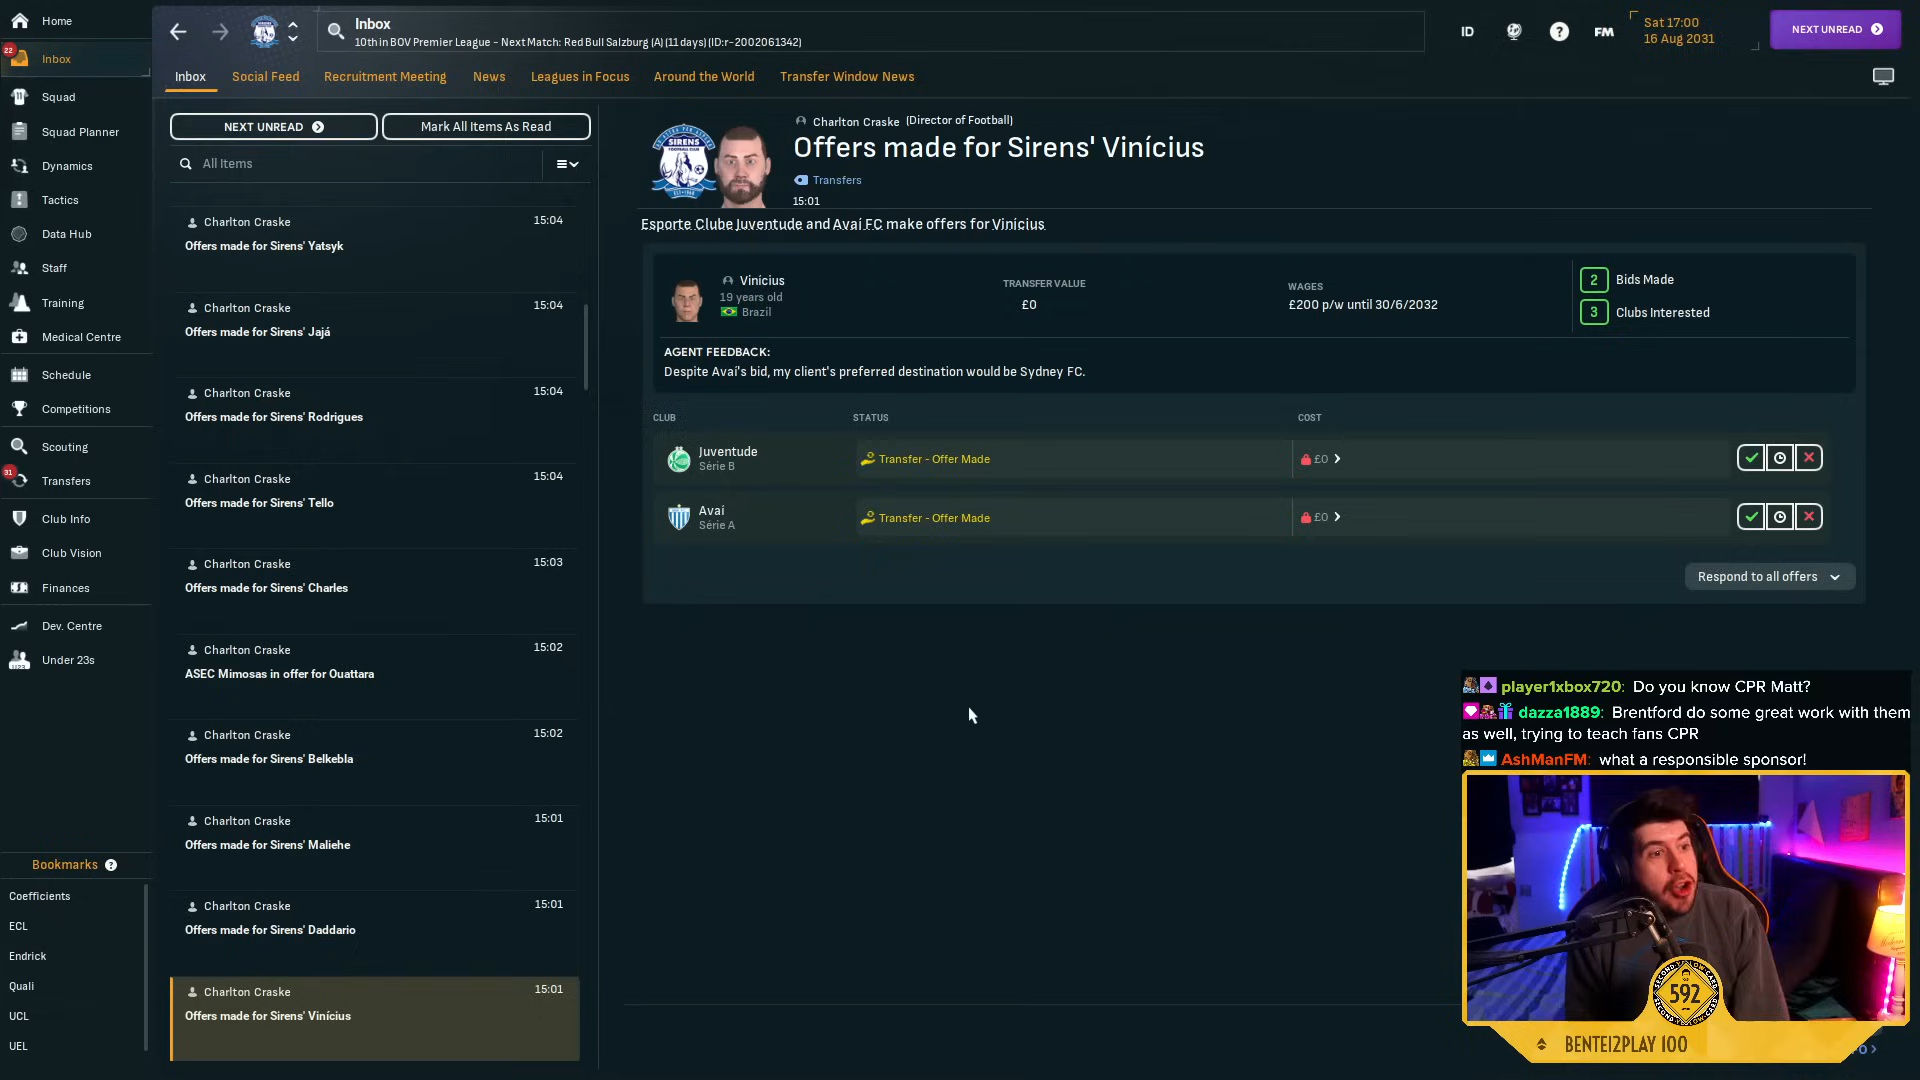 Home
22
Inbox
Squad
Squad Planner
Dynamics
Tactics
Data Hub
Staff
Training
Medical Centre
Schedule
Competitions
Scouting
31
Transfers
Club Info
Club Vision
Finances
Dev. Centre
Under 23s
Bookmarks ?
Coefficients
ECL
Endrick
Quali
UCL
UEL
Inbox
10th in BOV Premier League - Next Match: Red Bull Salzburg (A) (11 days) (ID:r-2002061342)
ID
?
FM
Sat 17:00
16 Aug 2031
NEXT UNREAD
Inbox Social Feed Recruitment Meeting News Leagues in Focus Around the World Transfer Window News
NEXT UNREAD
Mark All Items As Read
All Items
Charlton Craske 15:04
Offers made for Sirens' Yatsyk
Charlton Craske 15:04
Offers made for Sirens' Jajá
Charlton Craske 15:04
Offers made for Sirens' Rodrigues
Charlton Craske 15:04
Offers made for Sirens' Tello
Charlton Craske 15:03
Offers made for Sirens' Charles
Charlton Craske 15:02
ASEC Mimosas in offer for Ouattara
Charlton Craske 15:02
Offers made for Sirens' Belkebla
Charlton Craske 15:01
Offers made for Sirens' Maliehe
Charlton Craske 15:01
Offers made for Sirens' Daddario
Charlton Craske 15:01
Offers made for Sirens' Vinícius
SIRENS
Charlton Craske (Director of Football)
Offers made for Sirens' Vinícius
Transfers
15:01
Esporte Clube Juventude and Avaí FC make offers for Vinícius
Vinícius
19 years old
Brazil
TRANSFER VALUE
£0
WAGES
£200 p/w until 30/6/2032
2 Bids Made
3 Clubs Interested
AGENT FEEDBACK:
Despite Avaí's bid, my client's preferred destination would be Sydney FC.
CLUB STATUS COST
Juventude
Série B
Transfer - Offer Made
£0
Avaí
Série A
Transfer - Offer Made
£0
Respond to all offers
player1xbox720: Do you know CPR Matt?
dazza1889: Brentford do some great work with them
as well, trying to teach fans CPR
AshManFM: what a responsible sponsor!
SECOND YELLOW CARD
592
BENTEI2PLAY 100